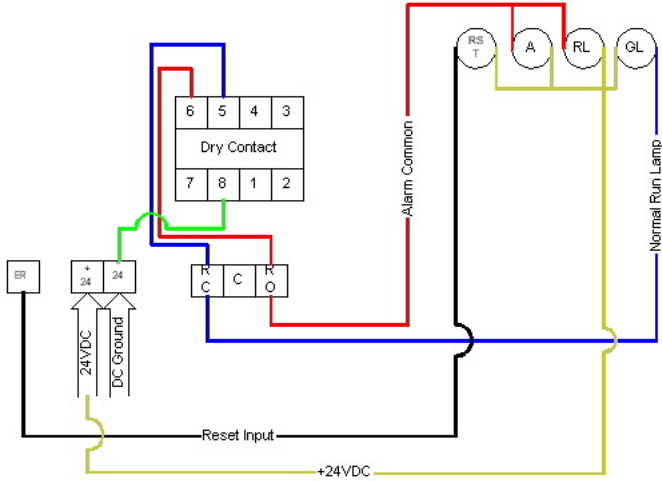 RS
T
A
RL
GL
6 5 4 3
Dry Contact
7 8 1 2
Alarm Common
Normal Run Lamp
ER
+
24
24
R
C
C
R
O
24VDC
DC Ground
Reset Input
+24VDC